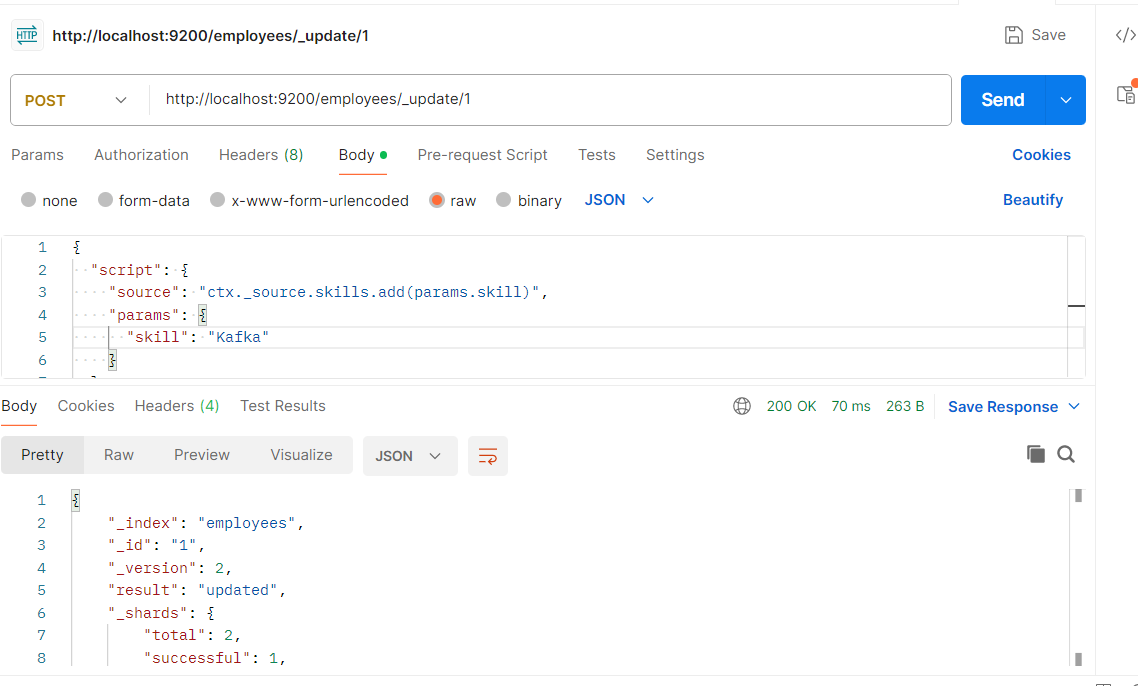 HTTP http://localhost:9200/employees/_update/1 Save </>
POST http://localhost:9200/employees/_update/1 Send
Params Authorization Headers (8) Body Pre-request Script Tests Settings Cookies
none form-data x-www-form-urlencoded raw binary JSON Beautify
1 {
2 "script": {
3 "source": "ctx._source.skills.add(params.skill)",
4 "params": {
5 "skill": "Kafka"
6 }
Body Cookies Headers (4) Test Results 200 OK 70 ms 263 B Save Response
Pretty Raw Preview Visualize JSON
1 {
2 "_index": "employees",
3 "_id": "1",
4 "_version": 2,
5 "result": "updated",
6 "_shards": {
7 "total": 2,
8 "successful": 1,